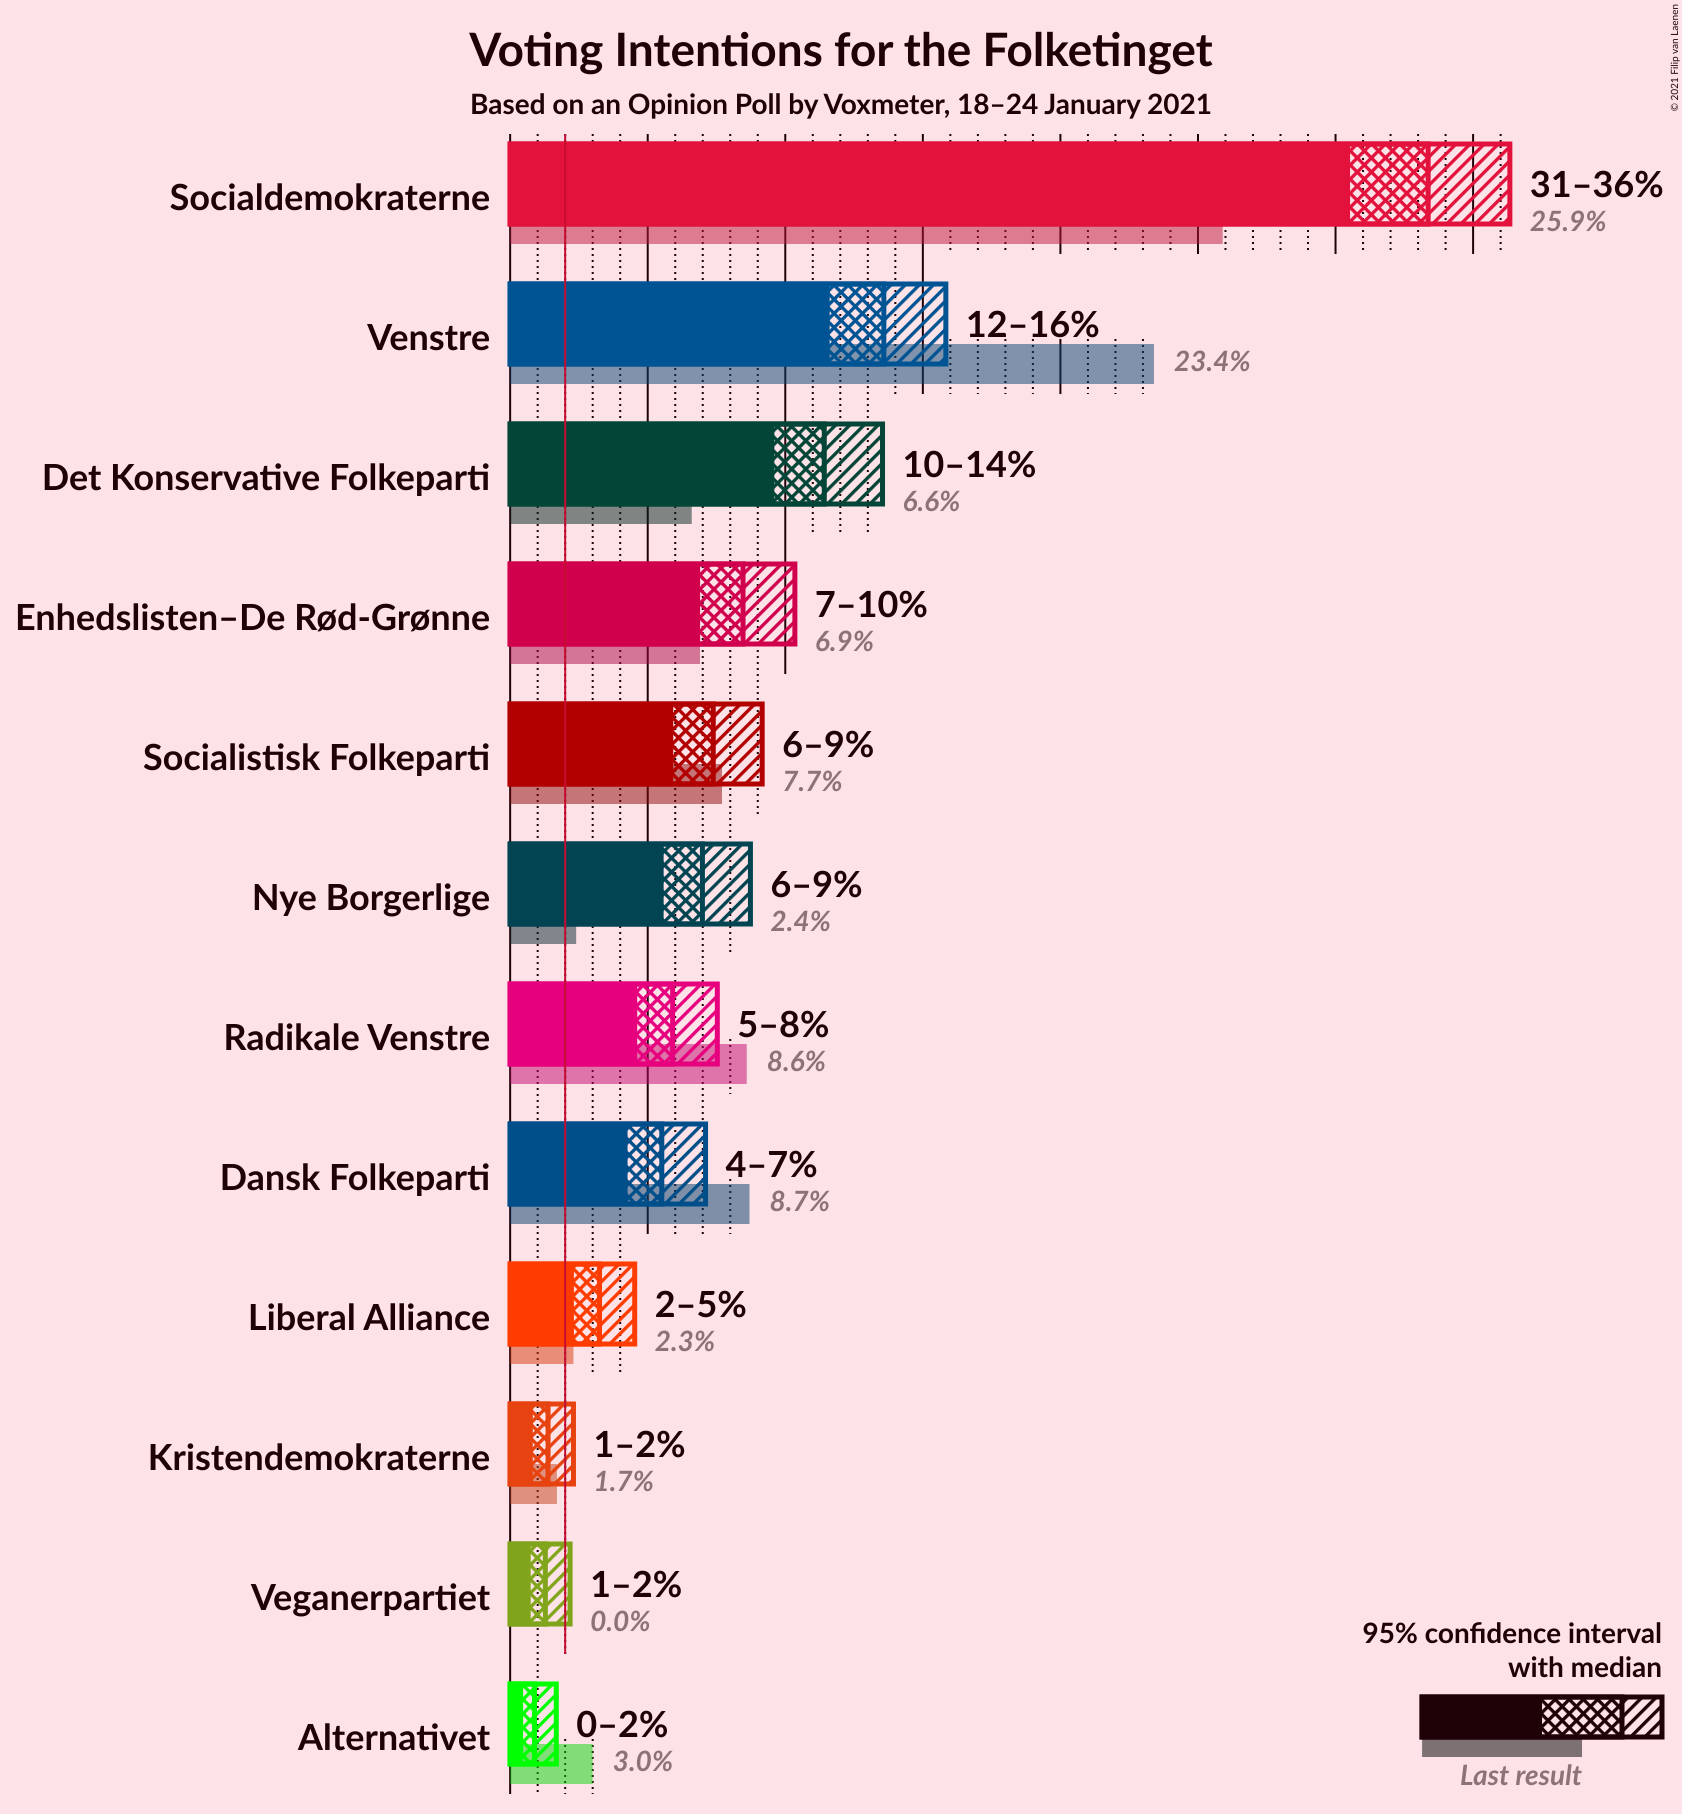 Voting Intentions for the Folketinget
Based on an Opinion Poll by Voxmeter, 18–24 January 2021
© 2021 Filip van Laenen
Socialdemokraterne
31–36%
25.9%
Venstre
12–16%
23.4%
Det Konservative Folkeparti
10–14%
6.6%
Enhedslisten–De Rød-Grønne
7–10%
6.9%
Socialistisk Folkeparti
6–9%
7.7%
Nye Borgerlige
6–9%
2.4%
Radikale Venstre
5–8%
8.6%
Dansk Folkeparti
4–7%
8.7%
Liberal Alliance
2–5%
2.3%
Kristendemokraterne
1–2%
1.7%
Veganerpartiet
1–2%
0.0%
Alternativet
0–2%
3.0%
95% confidence interval
with median
Last result